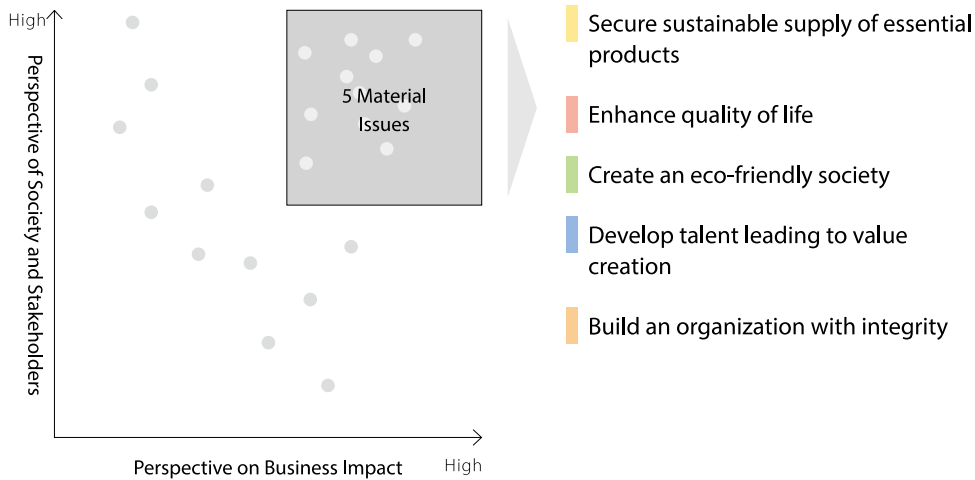 High
Perspective of Society and Stakeholders
5 Material
Issues
Perspective on Business Impact
High
Secure sustainable supply of essential
products
Enhance quality of life
Create an eco-friendly society
Develop talent leading to value
creation
Build an organization with integrity